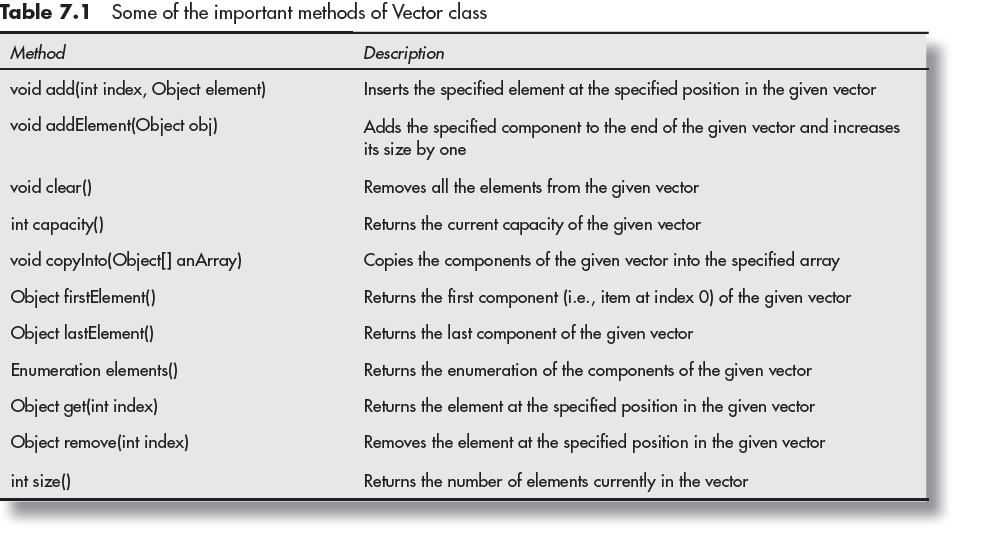 Table 7.1 Some of the important methods of Vector class
Method Description
void add(int index, Object element) Inserts the specified element at the specified position in the given vector
void addElement(Object obj) Adds the specified component to the end of the given vector and increases
its size by one
void clear() Removes all the elements from the given vector
int capacity() Returns the current capacity of the given vector
void copyInto(Object[] anArray) Copies the components of the given vector into the specified array
Object firstElement() Returns the first component (i.e., item at index 0) of the given vector
Object lastElement() Returns the last component of the given vector
Enumeration elements() Returns the enumeration of the components of the given vector
Object get(int index) Returns the element at the specified position in the given vector
Object remove(int index) Removes the element at the specified position in the given vector
int size() Returns the number of elements currently in the vector